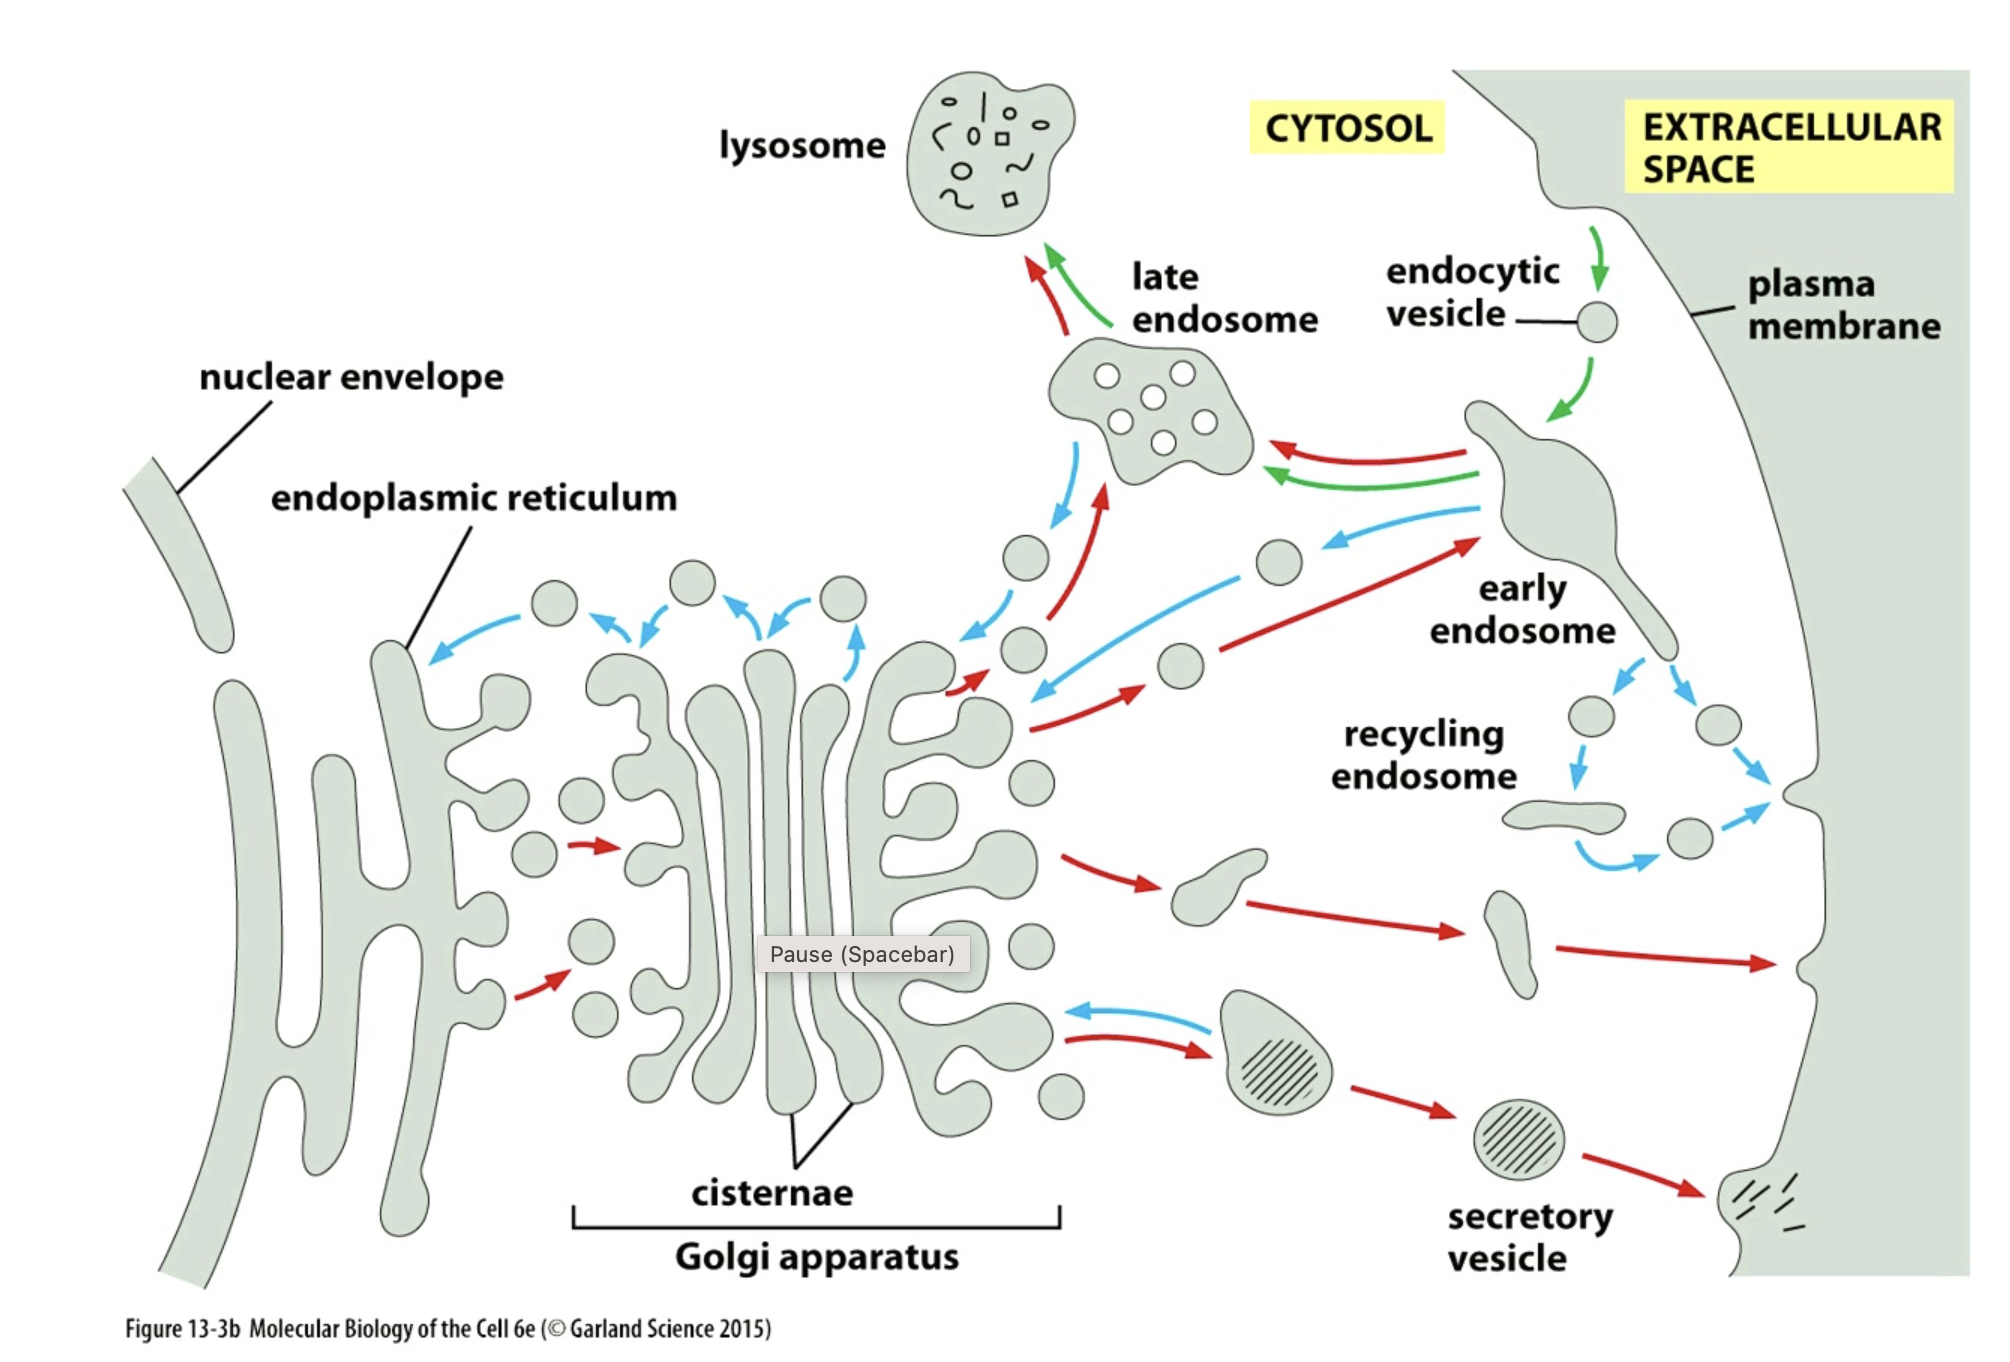 lysosome
CYTOSOL
EXTRACELLULAR
SPACE
late
endosome
endocytic
vesicle
plasma
membrane
nuclear envelope
endoplasmic reticulum
early
endosome
recycling
endosome
Pause (Spacebar)
cisternae
Golgi apparatus
secretory
vesicle
Figure 13-3b Molecular Biology of the Cell 6e (© Garland Science 2015)